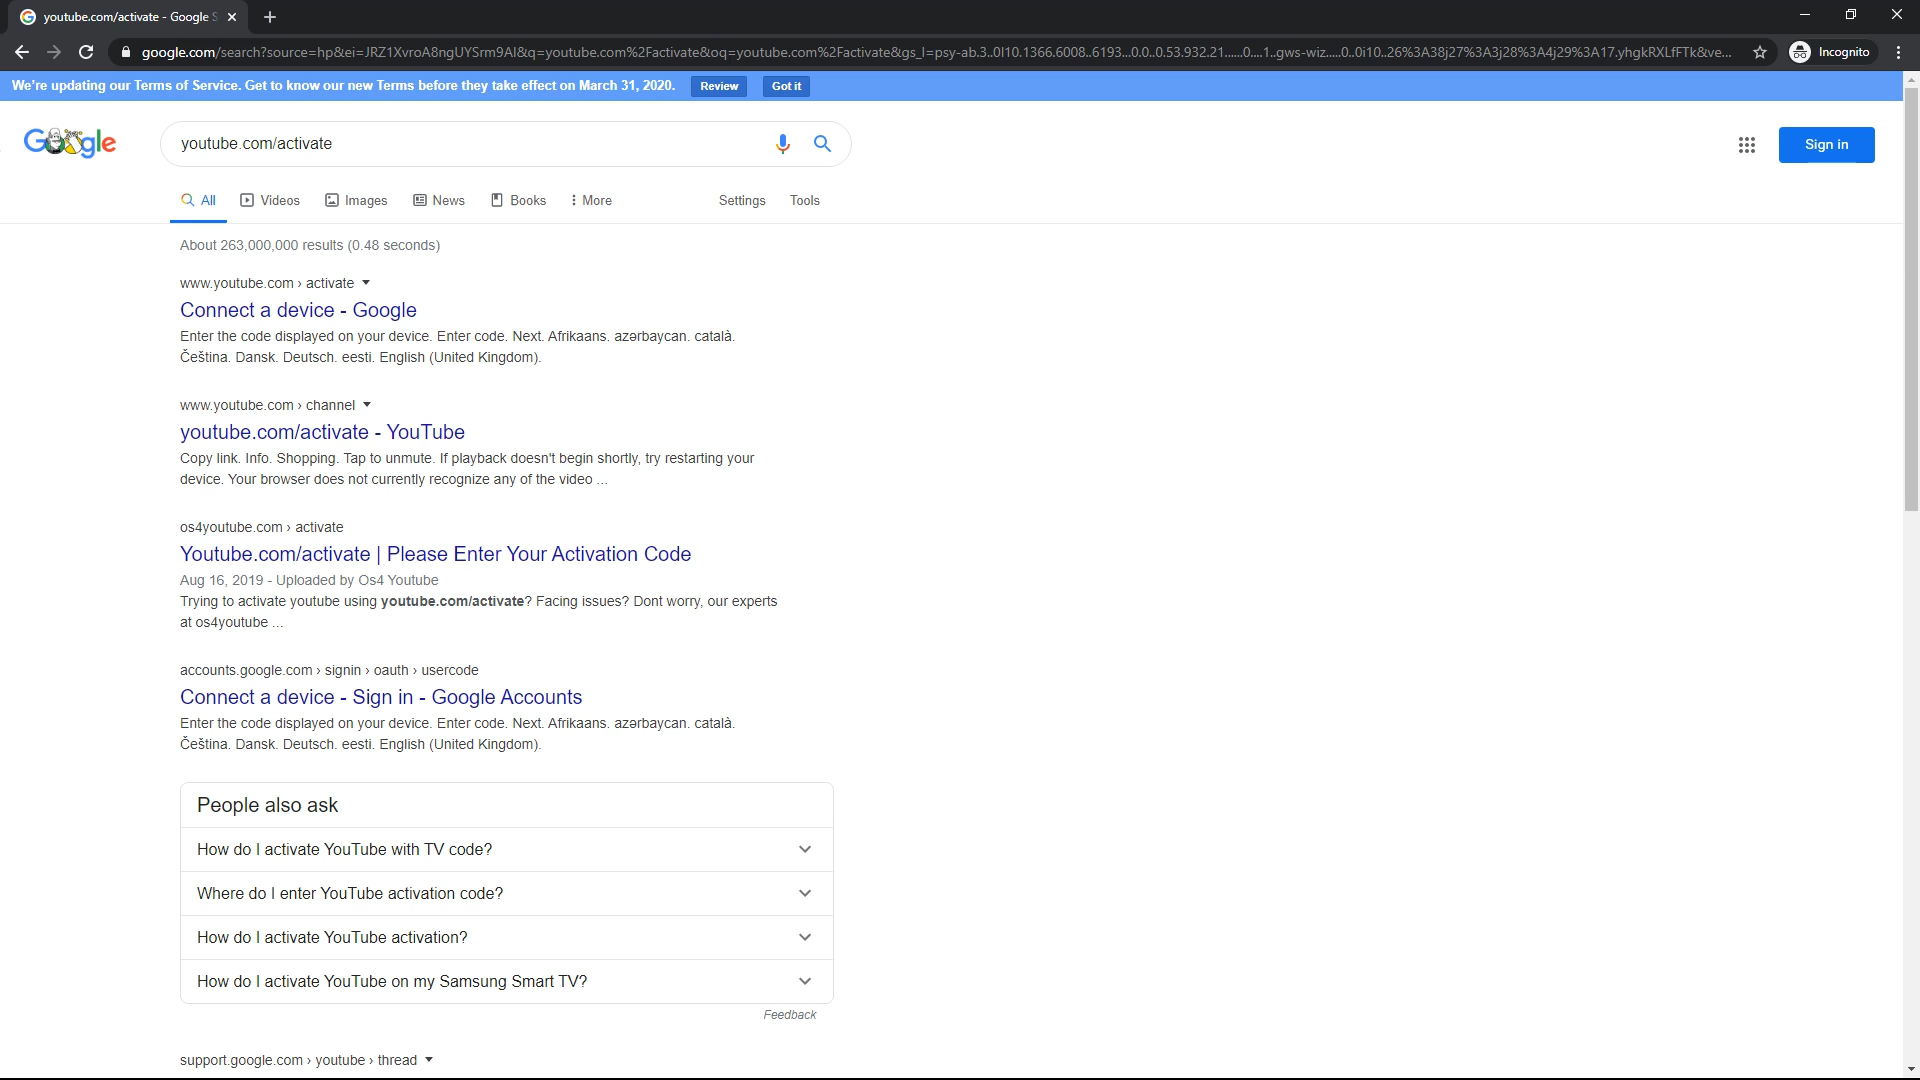 youtube.com/activate - Google S
google.com/search?source=hp&ei=JRZ1XvroA8ngUYSrm9AI&q=youtube.com%2Factivate&oq=youtube.com%2Factivate&gs_l=psy-ab.3..0l10.1366.6008..6193...0.0..0.53.932.21......0....1..gws-wiz.....0..0i10..26%3A38j27%3A3j28%3A4j29%3A17.yhgkRXLfFTk&ve...
Incognito
We're updating our Terms of Service. Get to know our new Terms before they take effect on March 31, 2020. Review Got it
Google
youtube.com/activate
Sign in
All Videos Images News Books More Settings Tools
About 263,000,000 results (0.48 seconds)
www.youtube.com › activate
Connect a device - Google
Enter the code displayed on your device. Enter code. Next. Afrikaans. azərbaycan. català.
Čeština. Dansk. Deutsch. eesti. English (United Kingdom).
www.youtube.com › channel
youtube.com/activate - YouTube
Copy link. Info. Shopping. Tap to unmute. If playback doesn't begin shortly, try restarting your
device. Your browser does not currently recognize any of the video ...
os4youtube.com › activate
Youtube.com/activate | Please Enter Your Activation Code
Aug 16, 2019 - Uploaded by Os4 Youtube
Trying to activate youtube using youtube.com/activate? Facing issues? Dont worry, our experts
at os4youtube ...
accounts.google.com › signin › oauth › usercode
Connect a device - Sign in - Google Accounts
Enter the code displayed on your device. Enter code. Next. Afrikaans. azərbaycan. català.
Čeština. Dansk. Deutsch. eesti. English (United Kingdom).
People also ask
How do I activate YouTube with TV code?
Where do I enter YouTube activation code?
How do I activate YouTube activation?
How do I activate YouTube on my Samsung Smart TV?
Feedback
support.google.com › youtube › thread